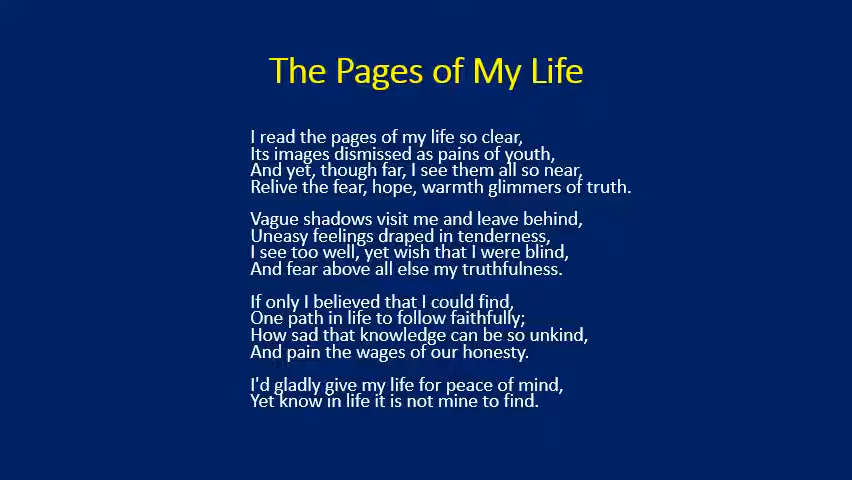 The Pages of My Life
I read the pages of my life so clear,
Its images dismissed as pains of youth,
And yet, though far, I see them all so near,
Relive the fear, hope, warmth glimmers of truth.
Vague shadows visit me and leave behind,
Uneasy feelings draped in tenderness,
I see too well, yet wish that I were blind,
And fear above all else my truthfulness.
If only I believed that I could find,
One path in life to follow faithfully;
How sad that knowledge can be so unkind,
And pain the wages of our honesty.
I'd gladly give my life for peace of mind,
Yet know in life it is not mine to find.